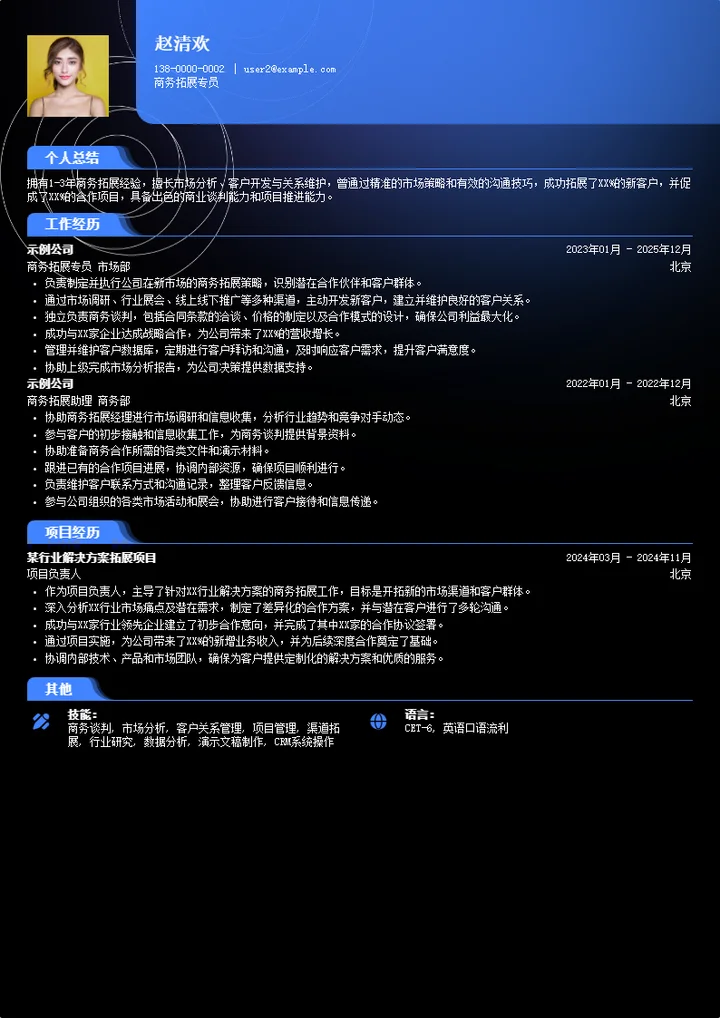 赵清欢
138-0000-0002 | user2@example.com
商务拓展专员
个人总结
拥有1-3年商务拓展经验，擅长市场分析、客户开发与关系维护，曾通过精准的市场策略和有效的沟通技巧，成功拓展了XX%的新客户，并促
成了XX%的合作项目，具备出色的商业谈判能力和项目推进能力。
工作经历
示例公司 2023年01月 - 2025年12月
商务拓展专员 市场部 北京
• 负责制定并执行公司在新市场的商务拓展策略，识别潜在合作伙伴和客户群体。
• 通过市场调研、行业展会、线上线下推广等多种渠道，主动开发新客户，建立并维护良好的客户关系。
• 独立负责商务谈判，包括合同条款的洽谈、价格的制定以及合作模式的设计，确保公司利益最大化。
• 成功与XX家企业达成战略合作，为公司带来了XX%的营收增长。
• 管理并维护客户数据库，定期进行客户拜访和沟通，及时响应客户需求，提升客户满意度。
• 协助上级完成市场分析报告，为公司决策提供数据支持。
示例公司 2022年01月 - 2022年12月
商务拓展助理 商务部 北京
• 协助商务拓展经理进行市场调研和信息收集，分析行业趋势和竞争对手动态。
• 参与客户的初步接触和信息收集工作，为商务谈判提供背景资料。
• 协助准备商务合作所需的各类文件和演示材料。
• 跟进已有的合作项目进展，协调内部资源，确保项目顺利进行。
• 负责维护客户联系方式和沟通记录，整理客户反馈信息。
• 参与公司组织的各类市场活动和展会，协助进行客户接待和信息传递。
项目经历
某行业解决方案拓展项目 2024年03月 - 2024年11月
项目负责人 北京
• 作为项目负责人，主导了针对XX行业解决方案的商务拓展工作，目标是开拓新的市场渠道和客户群体。
• 深入分析XX行业市场痛点及潜在需求，制定了差异化的合作方案，并与潜在客户进行了多轮沟通。
• 成功与XX家行业领先企业建立了初步合作意向，并完成了其中XX家的合作协议签署。
• 通过项目实施，为公司带来了XX%的新增业务收入，并为后续深度合作奠定了基础。
• 协调内部技术、产品和市场团队，确保为客户提供定制化的解决方案和优质的服务。
其他
技能：
商务谈判, 市场分析, 客户关系管理, 项目管理, 渠道拓
展, 行业研究, 数据分析, 演示文稿制作, CRM系统操作
语言：
CET-6, 英语口语流利